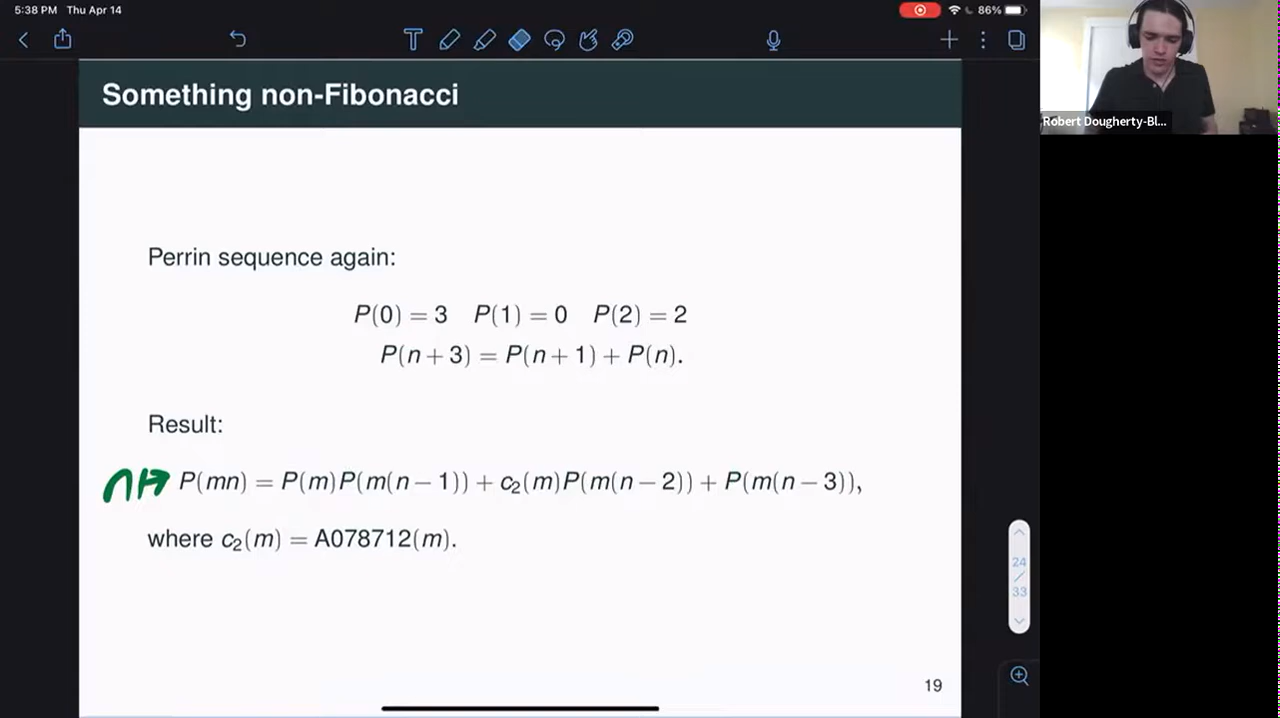 5:38 PM Thu Apr 14
86%
Something non-Fibonacci
Robert Dougherty-Bl...
Perrin sequence again:
P(0) = 3 P(1) = 0 P(2) = 2
P(n + 3) = P(n + 1) + P(n).
Result:
n ↦ P(mn) = P(m)P(m(n − 1)) + c₂(m)P(m(n − 2)) + P(m(n − 3)),
where c₂(m) = A078712(m).
24
/
33
19